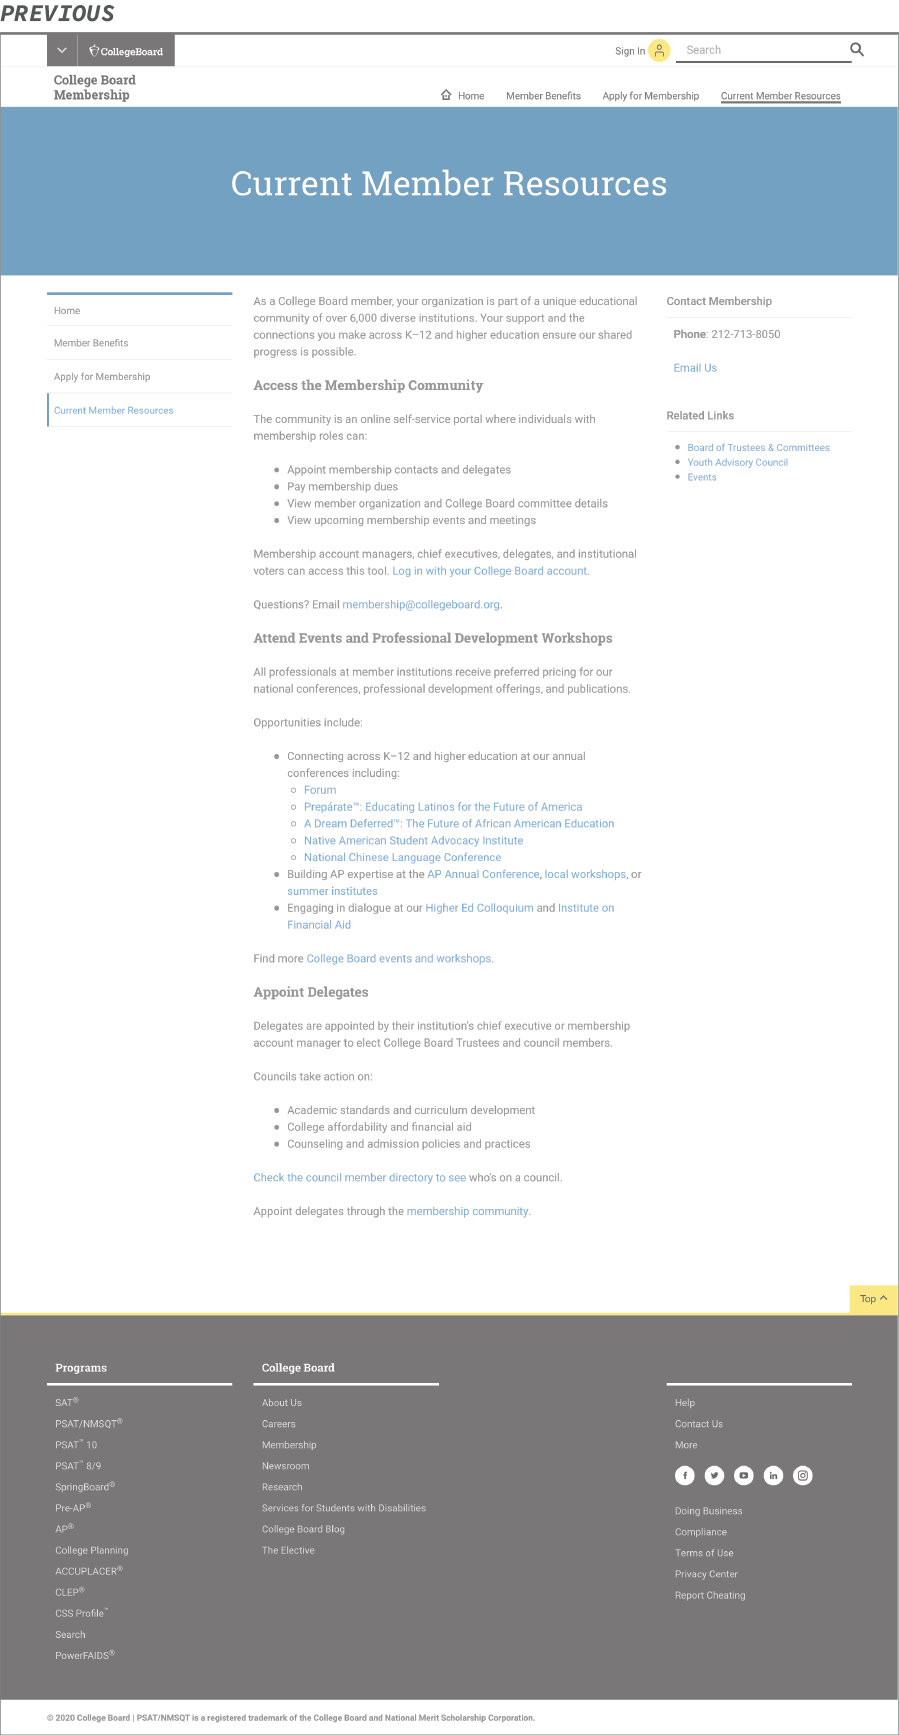 PREVIOUS
CollegeBoard
Sign In
Search
College Board
Membership
Home
Member Benefits
Apply for Membership
Current Member Resources
Current Member Resources
Home
Member Benefits
Apply for Membership
Current Member Resources
As a College Board member, your organization is part of a unique educational
community of over 6,000 diverse institutions. Your support and the
connections you make across K–12 and higher education ensure our shared
progress is possible.
Access the Membership Community
The community is an online self-service portal where individuals with
membership roles can:
Appoint membership contacts and delegates
Pay membership dues
View member organization and College Board committee details
View upcoming membership events and meetings
Membership account managers, chief executives, delegates, and institutional
voters can access this tool. Log in with your College Board account.
Questions? Email membership@collegeboard.org.
Attend Events and Professional Development Workshops
All professionals at member institutions receive preferred pricing for our
national conferences, professional development offerings, and publications.
Opportunities include:
Connecting across K–12 and higher education at our annual
conferences including:
Forum
Prepárate™: Educating Latinos for the Future of America
A Dream Deferred™: The Future of African American Education
Native American Student Advocacy Institute
National Chinese Language Conference
Building AP expertise at the AP Annual Conference, local workshops, or
summer institutes
Engaging in dialogue at our Higher Ed Colloquium and Institute on
Financial Aid
Find more College Board events and workshops.
Appoint Delegates
Delegates are appointed by their institution's chief executive or membership
account manager to elect College Board Trustees and council members.
Councils take action on:
Academic standards and curriculum development
College affordability and financial aid
Counseling and admission policies and practices
Check the council member directory to see who's on a council.
Appoint delegates through the membership community.
Contact Membership
Phone: 212-713-8050
Email Us
Related Links
Board of Trustees & Committees
Youth Advisory Council
Events
Top
Programs
SAT®
PSAT/NMSQT®
PSAT™ 10
PSAT™ 8/9
SpringBoard®
Pre-AP®
AP®
College Planning
ACCUPLACER®
CLEP®
CSS Profile™
Search
PowerFAIDS®
College Board
About Us
Careers
Membership
Newsroom
Research
Services for Students with Disabilities
College Board Blog
The Elective
Help
Contact Us
More
Doing Business
Compliance
Terms of Use
Privacy Center
Report Cheating
© 2020 College Board | PSAT/NMSQT is a registered trademark of the College Board and National Merit Scholarship Corporation.